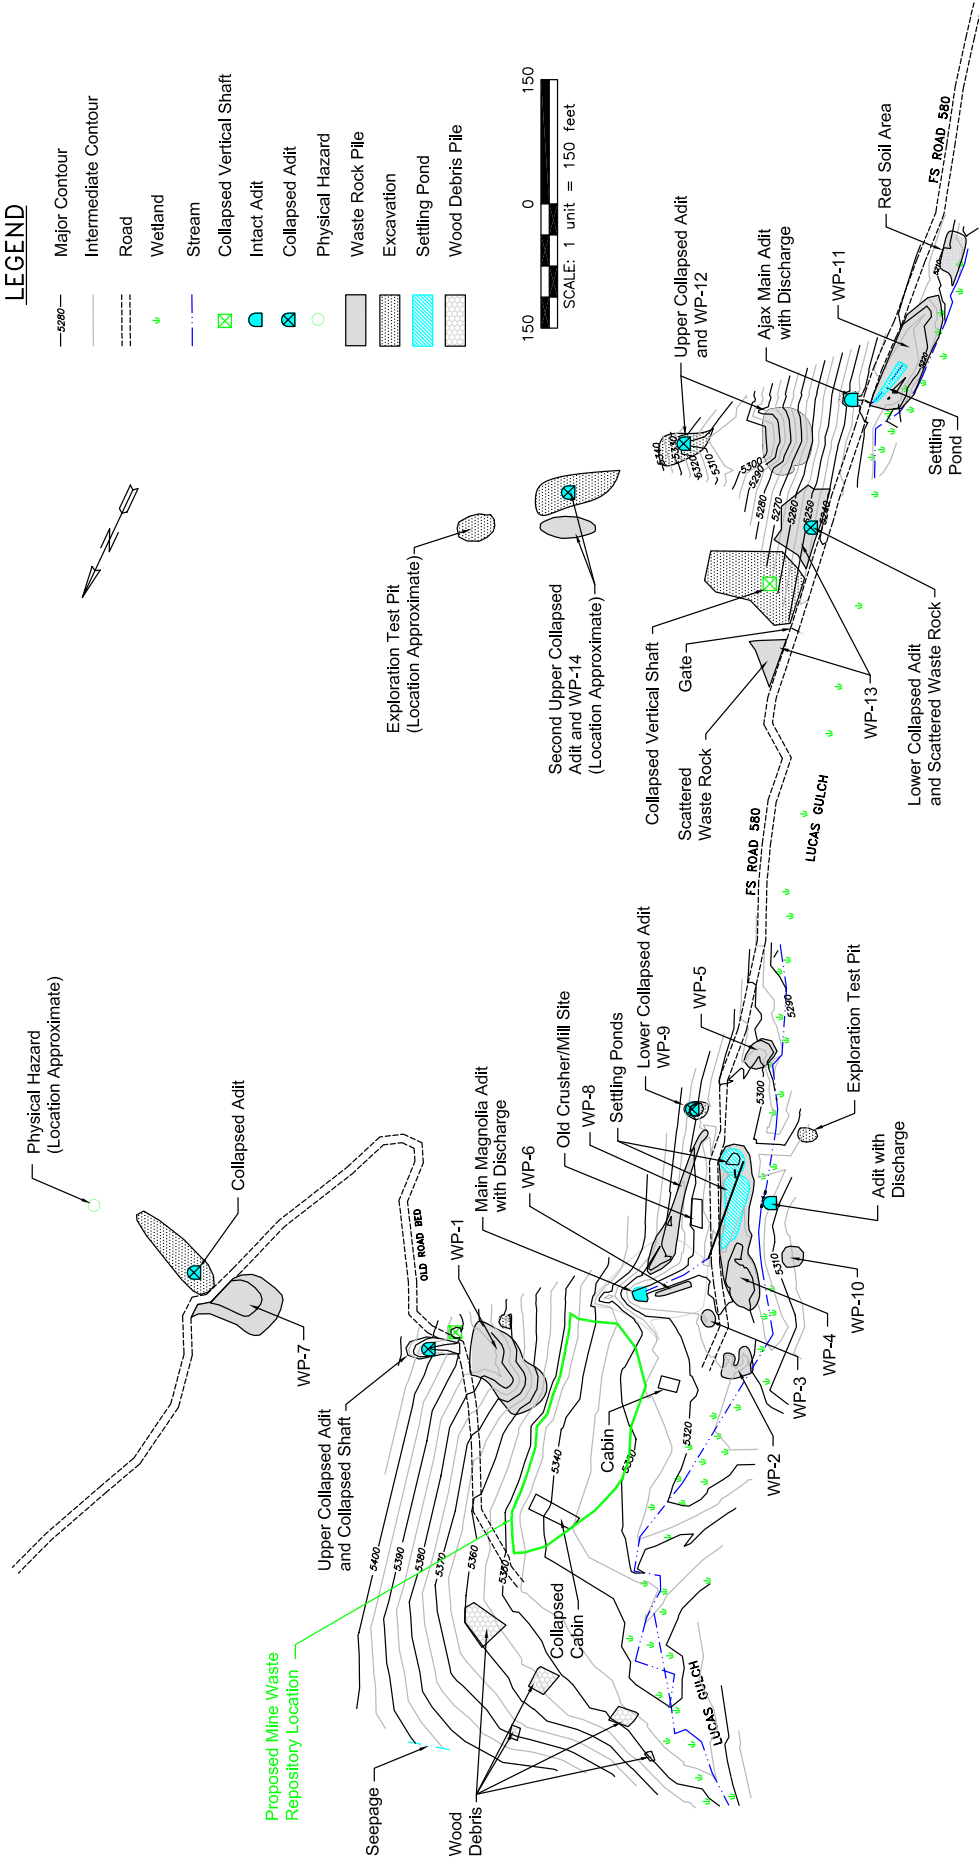 LEGEND
5280
Major Contour
Intermediate Contour
Road
Wetland
Stream
Collapsed Vertical Shaft
Intact Adit
Collapsed Adit
Physical Hazard
Waste Rock Pile
Excavation
Settling Pond
Wood Debris Pile
150
0
150
SCALE: 1 unit = 150 feet
N
Physical Hazard
(Location Approximate)
Collapsed Adit
WP-7
OLD ROAD BED
Upper Collapsed Adit
and Collapsed Shaft
WP-1
Proposed Mine Waste
Repository Location
Seepage
Wood
Debris
Collapsed
Cabin
Cabin
5400
5390
5380
5370
5360
5350
5340
5330
5320
LUCAS GULCH
Main Magnolia Adit
with Discharge
WP-6
Old Crusher/Mill Site
WP-8
Settling Ponds
Lower Collapsed Adit
WP-9
WP-5
WP-2
WP-3
WP-4
WP-10
5310
5300
5290
Adit with
Discharge
Exploration Test Pit
FS ROAD 580
LUCAS GULCH
Exploration Test Pit
(Location Approximate)
Second Upper Collapsed
Adit and WP-14
(Location Approximate)
Collapsed Vertical Shaft
Gate
Scattered
Waste Rock
WP-13
Lower Collapsed Adit
and Scattered Waste Rock
Upper Collapsed Adit
and WP-12
5340
5330
5320
5310
5300
5290
5280
5270
5260
5250
5240
Ajax Main Adit
with Discharge
WP-11
Settling
Pond
5220
5210
Red Soil Area
FS ROAD 580